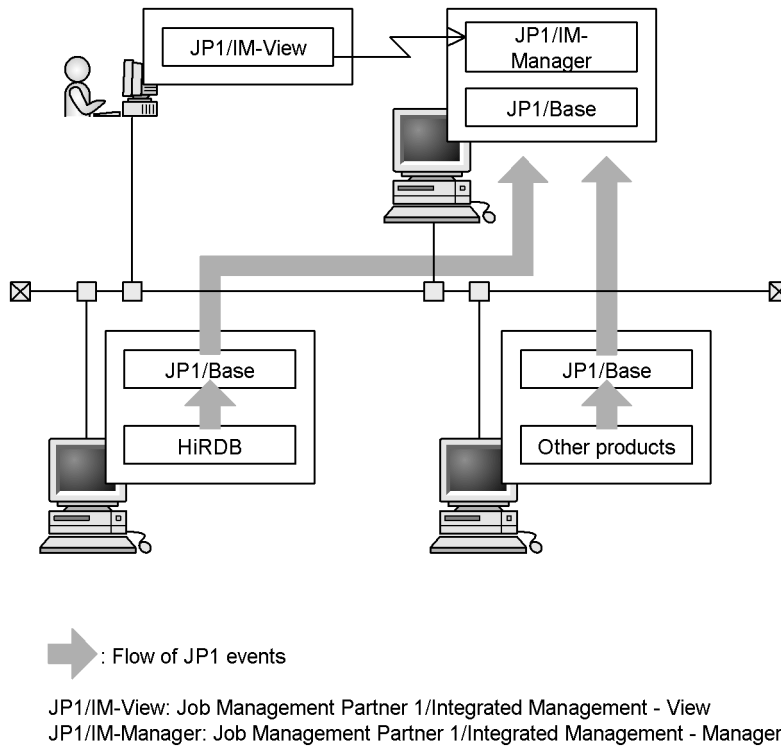 JP1/IM-View
JP1/IM-
Manager
JP1/Base
JP1/Base
HiRDB
JP1/Base
Other products
: Flow of JP1 events
JP1/IM-View: Job Management Partner 1/Integrated Management - View
JP1/IM-Manager: Job Management Partner 1/Integrated Management - Manager